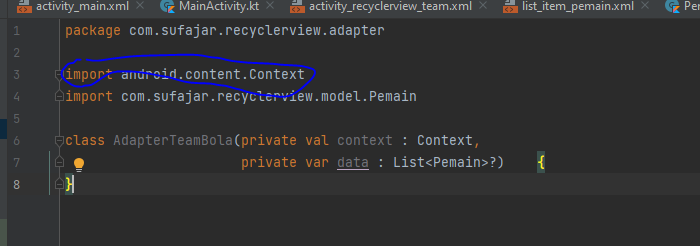 activity_main.xml MainActivity.kt activity_recyclerview_team.xml list_item_pemain.xml Pem
1 package com.sufajar.recyclerview.adapter
2
3 import android.content.Context
4 import com.sufajar.recyclerview.model.Pemain
5
6 class AdapterTeamBola(private val context : Context,
7 private var data : List<Pemain>?) {
8 }